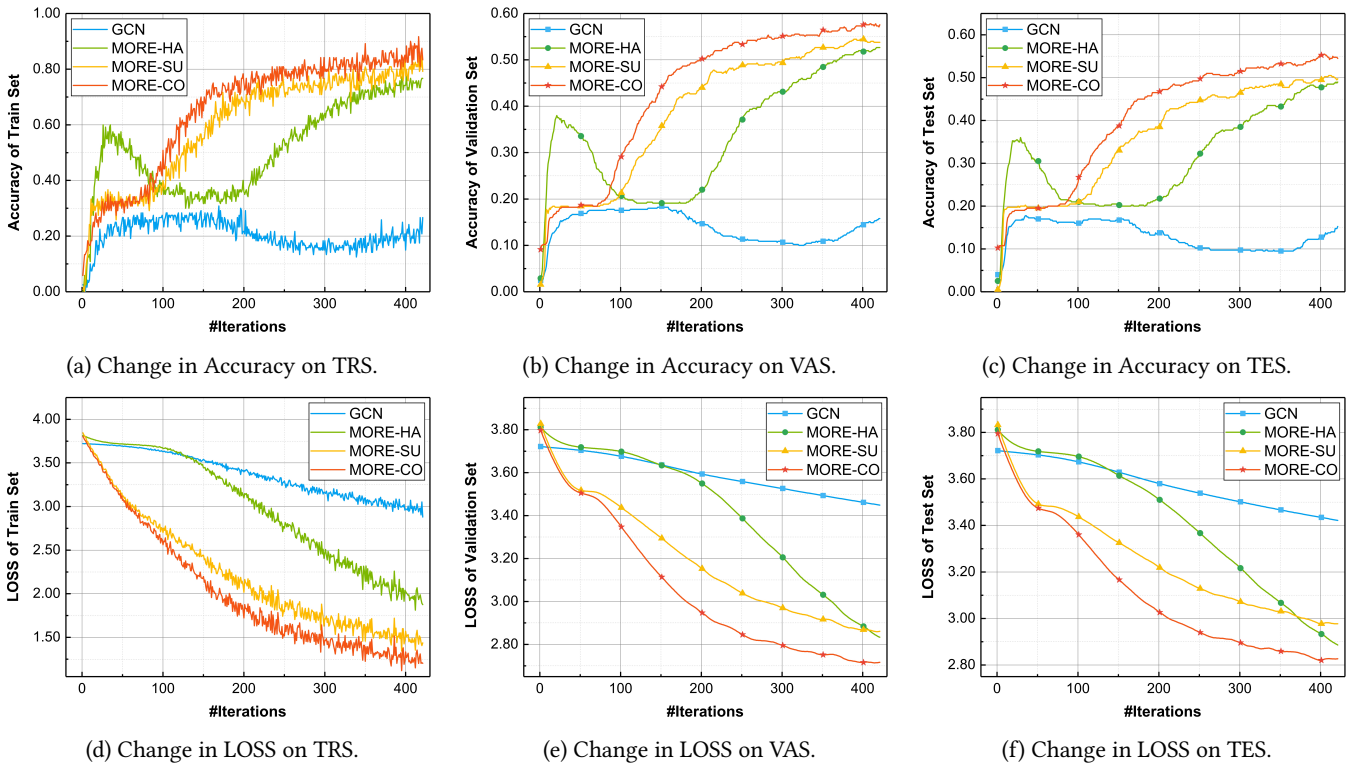 1.00
0.80
0.60
0.40
0.20
0.00
Accuracy of Train Set
GCN
MORE-HA
MORE-SU
MORE-CO
0 100 200 300 400
#Iterations
(a) Change in Accuracy on TRS.
0.60
0.50
0.40
0.30
0.20
0.10
0.00
Accuracy of Validation Set
GCN
MORE-HA
MORE-SU
MORE-CO
0 100 200 300 400
#Iterations
(b) Change in Accuracy on VAS.
0.60
0.50
0.40
0.30
0.20
0.10
0.00
Accuracy of Test Set
GCN
MORE-HA
MORE-SU
MORE-CO
0 100 200 300 400
#Iterations
(c) Change in Accuracy on TES.
4.00
3.50
3.00
2.50
2.00
1.50
LOSS of Train Set
GCN
MORE-HA
MORE-SU
MORE-CO
0 100 200 300 400
#Iterations
(d) Change in LOSS on TRS.
3.80
3.60
3.40
3.20
3.00
2.80
LOSS of Validation Set
GCN
MORE-HA
MORE-SU
MORE-CO
0 100 200 300 400
#Iterations
(e) Change in LOSS on VAS.
3.80
3.60
3.40
3.20
3.00
2.80
LOSS of Test Set
GCN
MORE-HA
MORE-SU
MORE-CO
0 100 200 300 400
#Iterations
(f) Change in LOSS on TES.